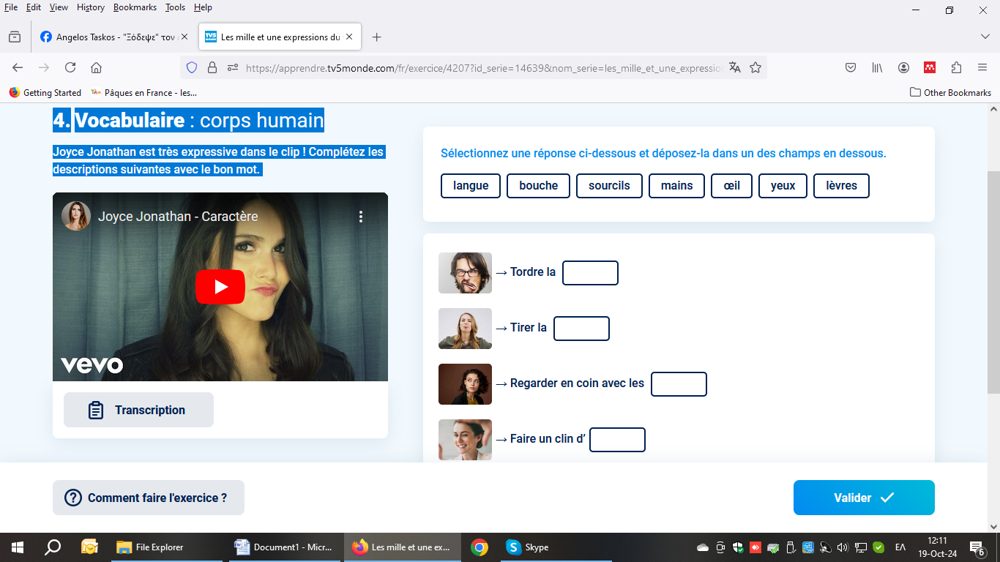 File Edit View History Bookmarks Tools Help
Angelos Taskos - "Ξόδεψε" τον
Les mille et une expressions du
https://apprendre.tv5monde.com/fr/exercice/4207?id_serie=14639&nom_serie=les_mille_et_une_expression
Getting Started
Pâques en France - les...
Other Bookmarks
4. Vocabulaire : corps humain
Joyce Jonathan est très expressive dans le clip ! Complétez les
descriptions suivantes avec le bon mot.
Joyce Jonathan - Caractère
vevo
Transcription
Sélectionnez une réponse ci-dessous et déposez-la dans un des champs en dessous.
langue bouche sourcils mains œil yeux lèvres
→ Tordre la
→ Tirer la
→ Regarder en coin avec les
→ Faire un clin d’
Comment faire l'exercice ?
Valider
File Explorer
Document1 - Micr...
Les mille et une ex...
Skype
ΕΛ
12:11
19-Oct-24
6